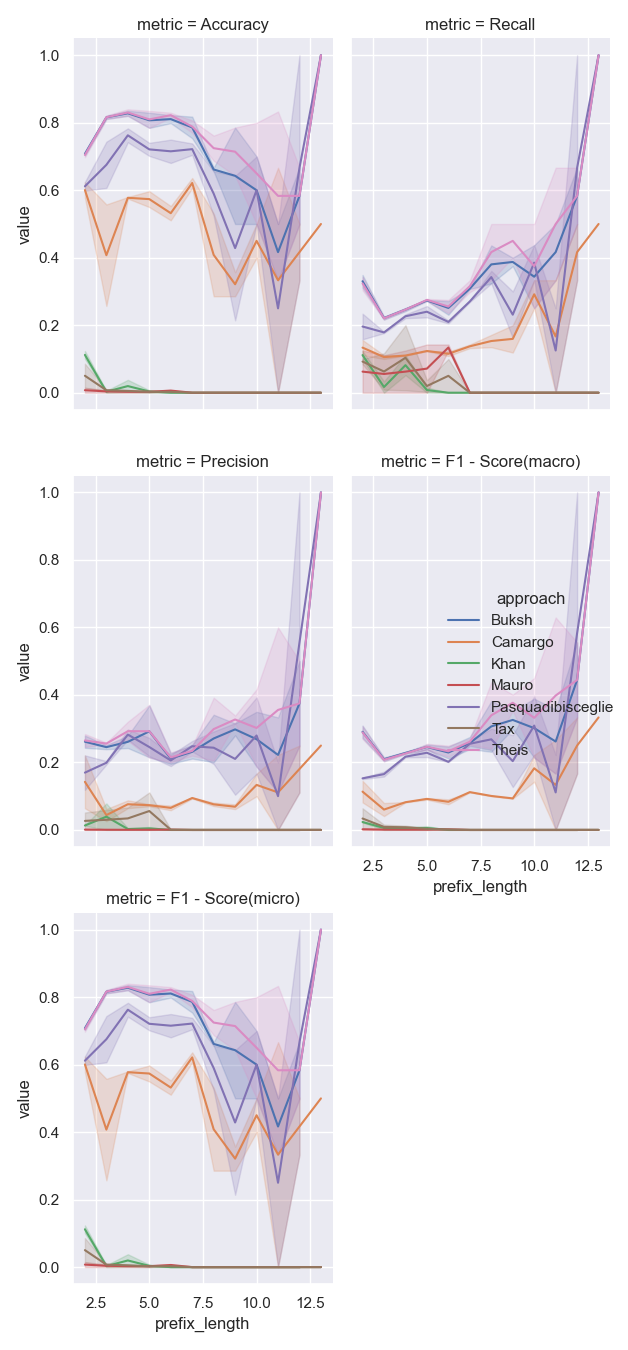 metric = Accuracy
metric = Recall
1.0
0.8
0.6
0.4
0.2
0.0
value
metric = Precision
metric = F1 - Score(macro)
1.0
0.8
0.6
0.4
0.2
0.0
value
approach
Buksh
Camargo
Khan
Mauro
Pasquadibisceglie
Tax
Theis
2.5
5.0
7.5
10.0
12.5
prefix_length
metric = F1 - Score(micro)
1.0
0.8
0.6
0.4
0.2
0.0
value
2.5
5.0
7.5
10.0
12.5
prefix_length